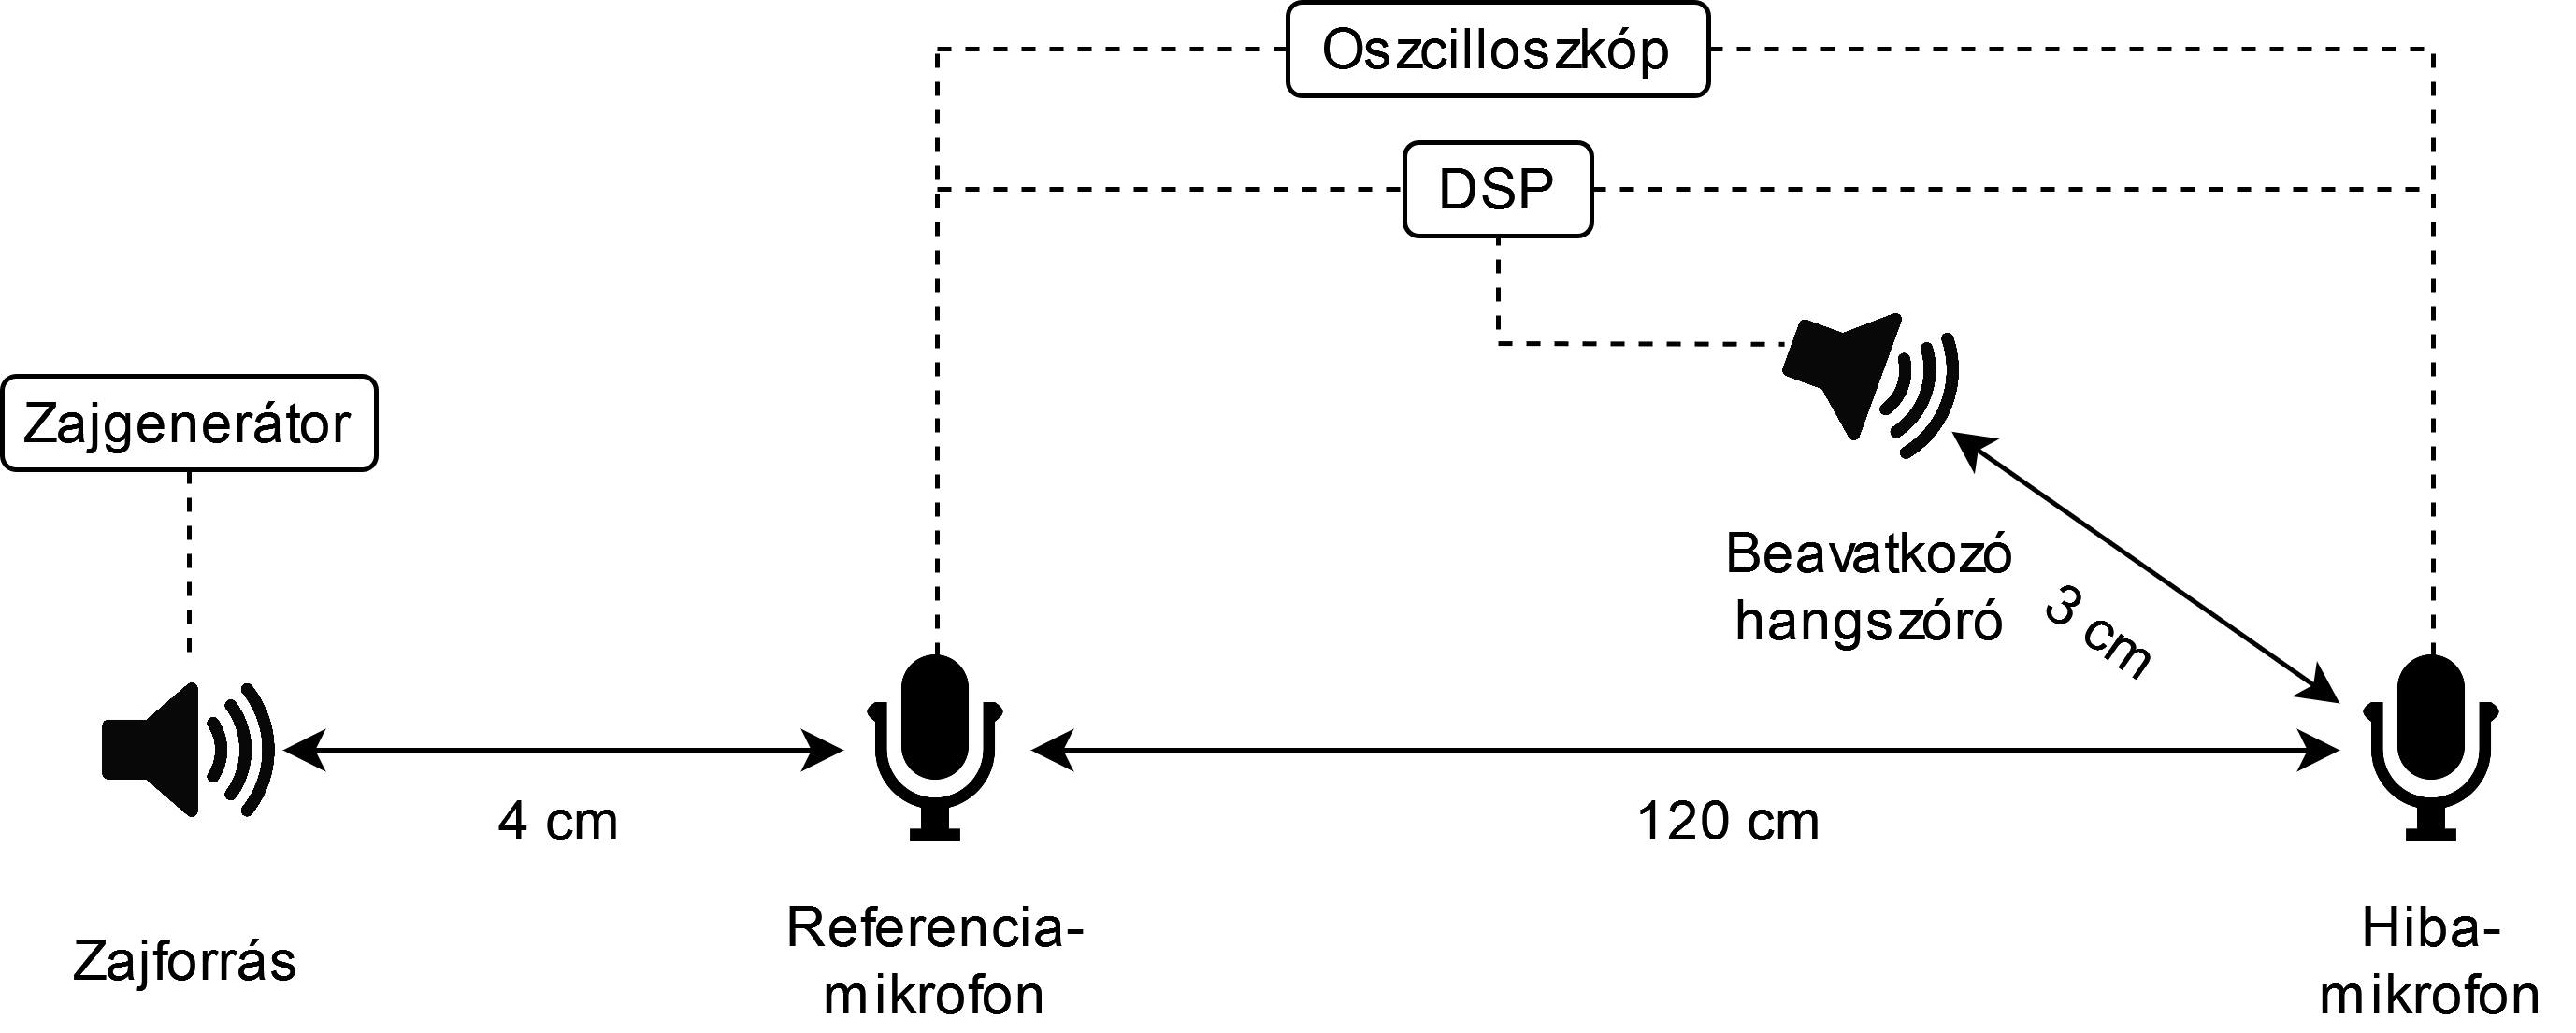 Oszcilloszkóp
DSP
Zajgenerátor
Beavatkozó
hangszóró
3 cm
4 cm
120 cm
Zajforrás
Referencia-
mikrofon
Hiba-
mikrofon